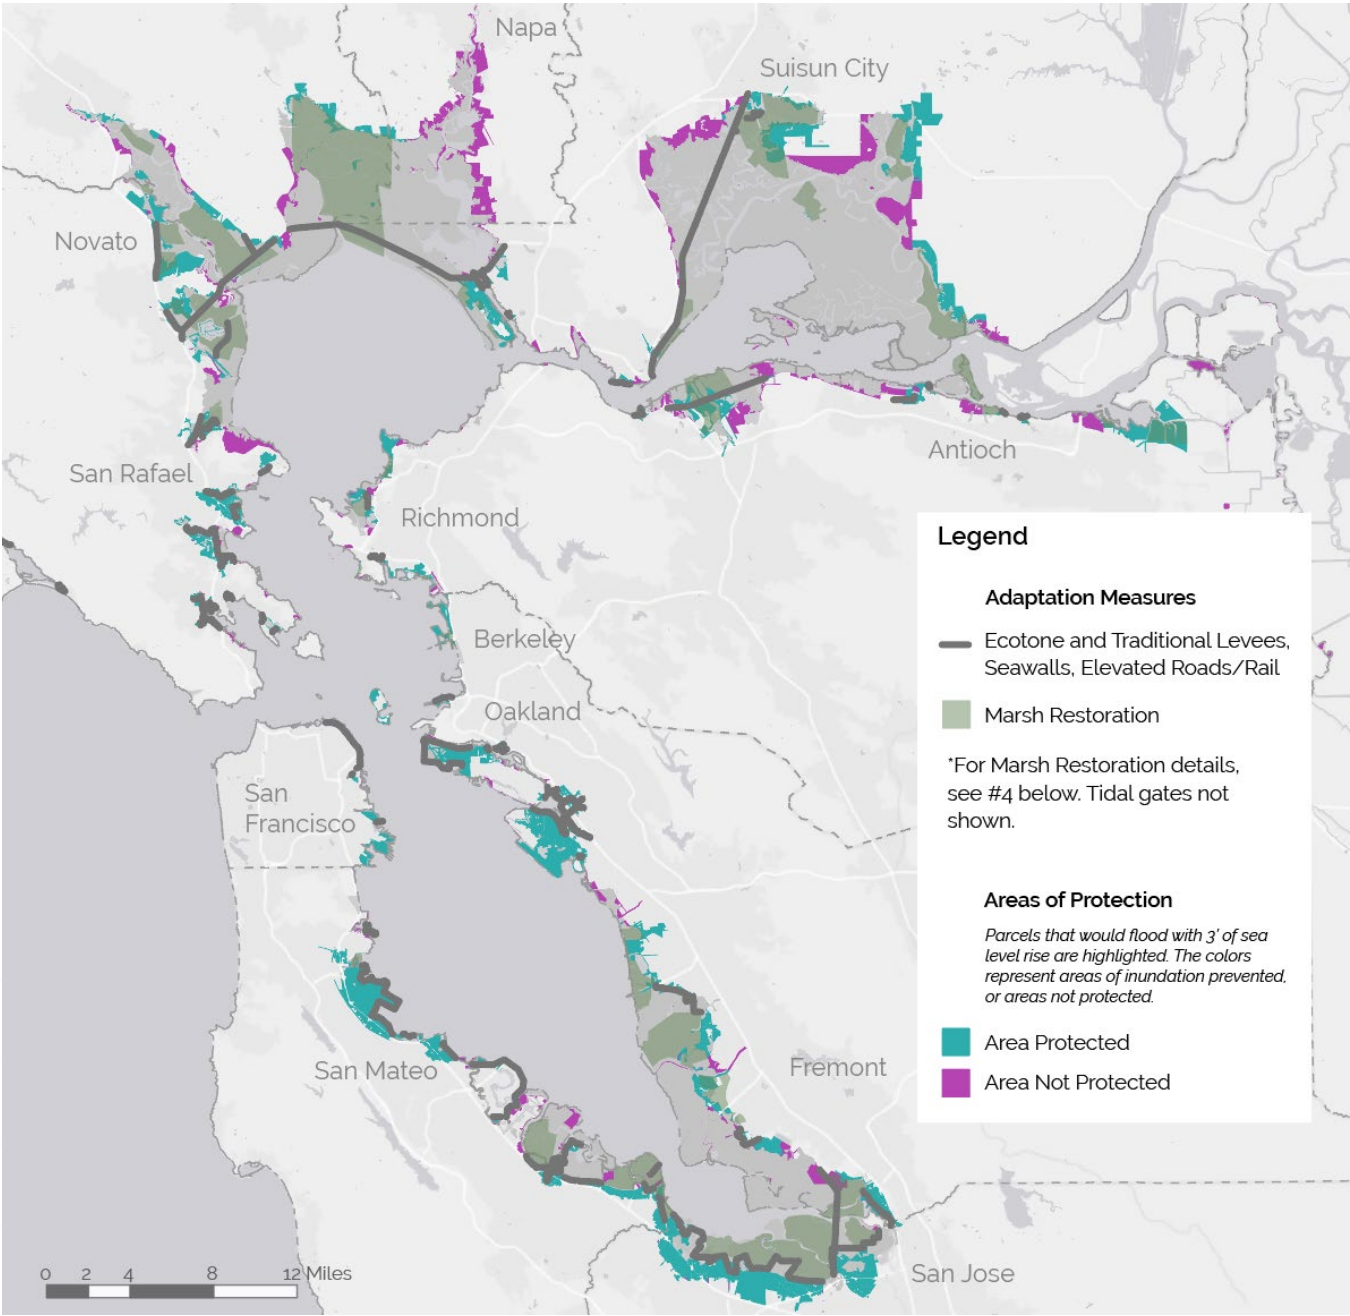 Napa
Suisun City
Novato
Antioch
San Rafael
Richmond
Berkeley
Oakland
San
Francisco
San Mateo
Fremont
San Jose
0 2 4 8 12 Miles
Legend
Adaptation Measures
Ecotone and Traditional Levees,
Seawalls, Elevated Roads/Rail
Marsh Restoration
*For Marsh Restoration details,
see #4 below. Tidal gates not
shown.
Areas of Protection
Parcels that would flood with 3' of sea
level rise are highlighted. The colors
represent areas of inundation prevented,
or areas not protected.
Area Protected
Area Not Protected